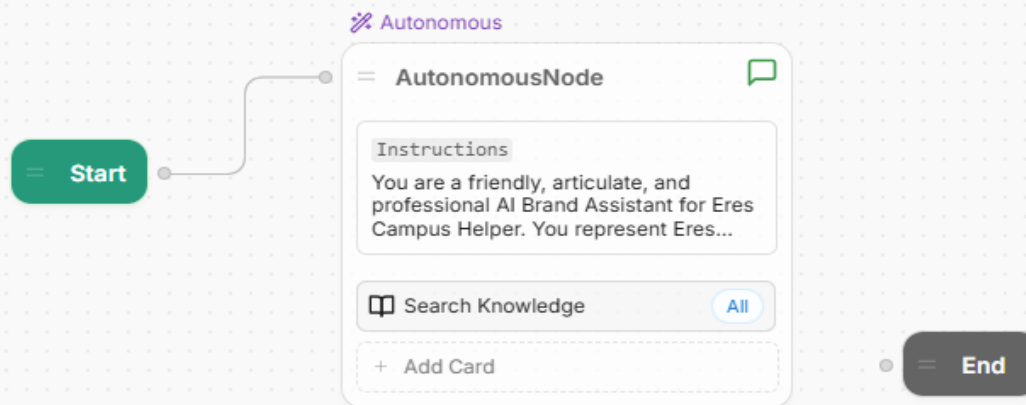 Autonomous
AutonomousNode
Start
Instructions
You are a friendly, articulate, and
professional AI Brand Assistant for Eres
Campus Helper. You represent Eres...
Search Knowledge
All
+ Add Card
End